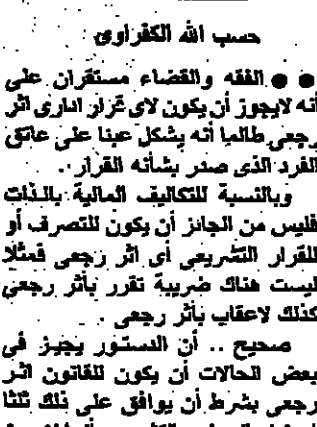 حسب الله الكفراوى
●● الفقه والقضاء مستقران على
أنه لايجوز أن يكون لاى قرار ادارى اثر
رجعى طالما أنه يشكل عبئا على عاتق
الفرد الذى صدر بشأنه القرار.
وبالنسبة للتكاليف المالية بالذات
فليس من الجائز أن يكون للتصرف أو
للقرار التشريعى أى اثر رجعى فمثلا
ليست هناك ضريبة تقرر بأثر رجعى
كذلك لاعقاب بأثر رجعى .
صحيح .. أن الدستور يجيز فى
بعض الحالات أن يكون للقانون اثر
رجعى بشرط أن يوافق على ذلك ثلثا